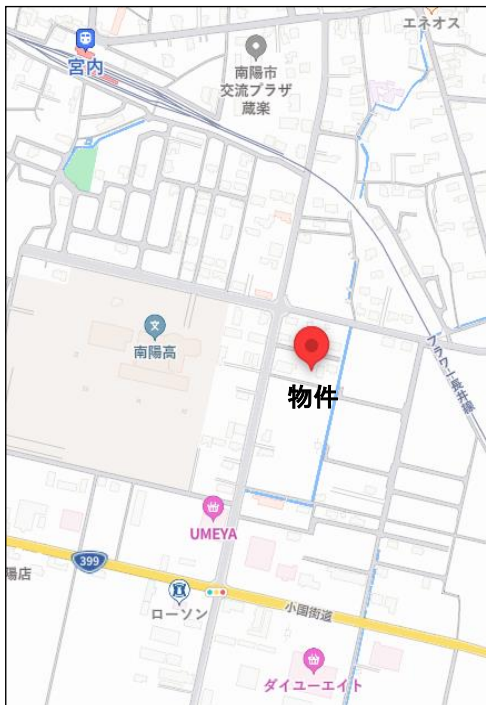 エネオス
宮内
南陽市
交流プラザ
蔵楽
南陽高
物件
フラワー長井線
UMEYA
399
陽店
ローソン
小国街道
ダイユーエイト